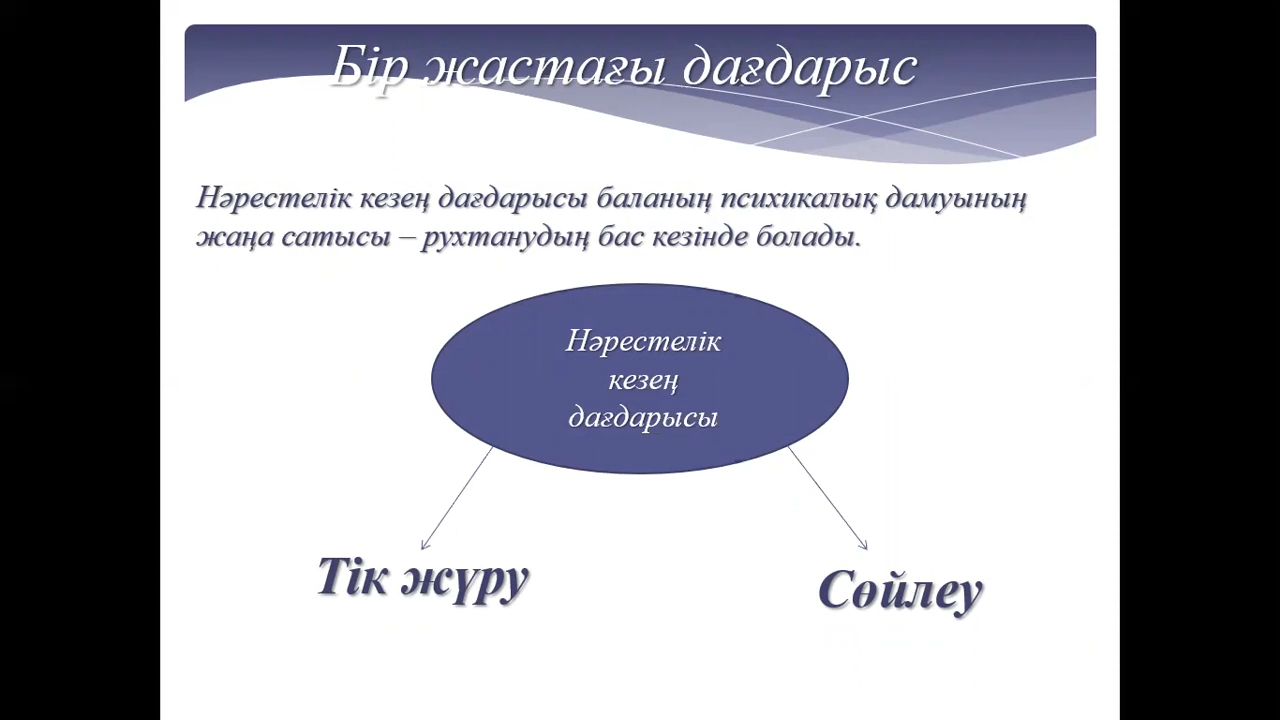 Бір жастағы дағдарыс
Нәрестелік кезең дағдарысы баланың психикалық дамуының
жаңа сатысы – рухтанудың бас кезінде болады.
Нәрестелік
кезең
дағдарысы
Тік жүру
Сөйлеу